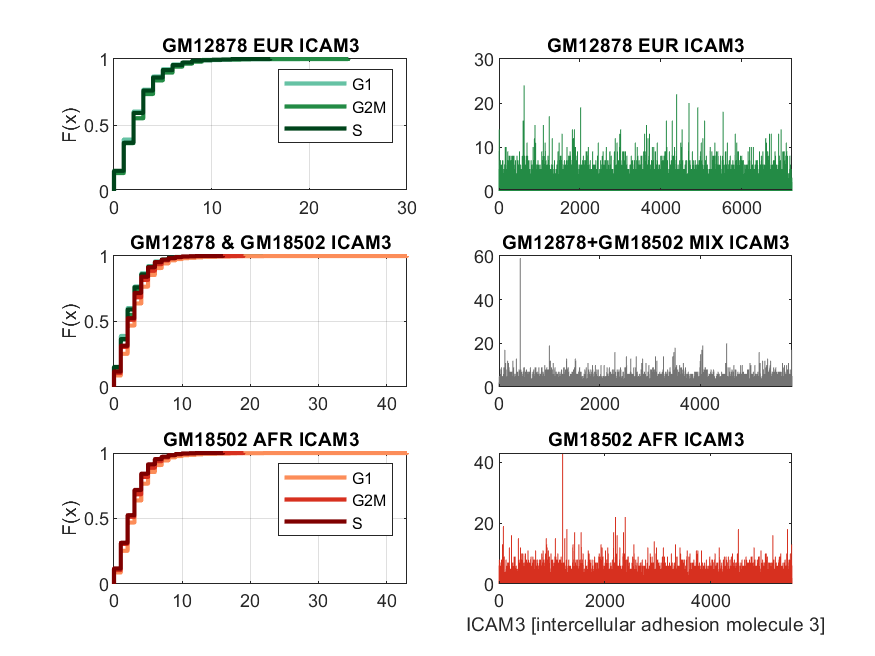 GM12878 EUR ICAM3
F(x)
1
0.5
0
0 10 20 30
G1
G2M
S
GM12878 EUR ICAM3
30
20
10
0
0 2000 4000 6000
GM12878 & GM18502 ICAM3
F(x)
1
0.5
0
0 10 20 30 40
GM12878+GM18502 MIX ICAM3
60
40
20
0
0 2000 4000
GM18502 AFR ICAM3
F(x)
1
0.5
0
0 10 20 30 40
G1
G2M
S
GM18502 AFR ICAM3
40
20
0
0 2000 4000
ICAM3 [intercellular adhesion molecule 3]